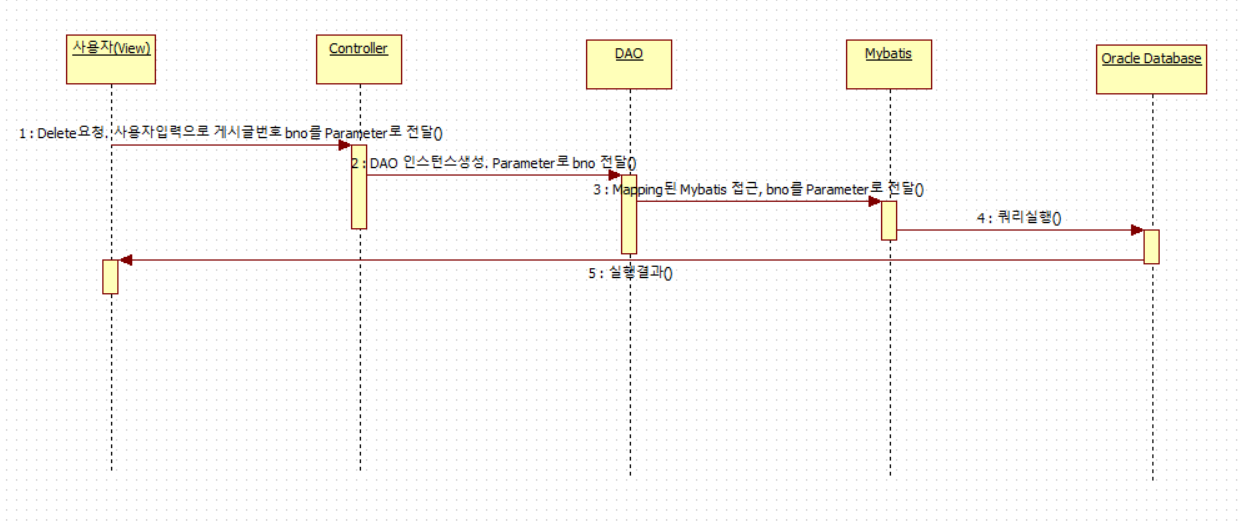 사용자(View)
Controller
DAO
Mybatis
Oracle Database
1 : Delete요청. 사용자입력으로 게시글번호 bno를 Parameter로 전달()
2 : DAO 인스턴스생성. Parameter로 bno 전달()
3 : Mapping된 Mybatis 접근, bno를 Parameter로 전달()
4 : 쿼리실행()
5 : 실행결과()